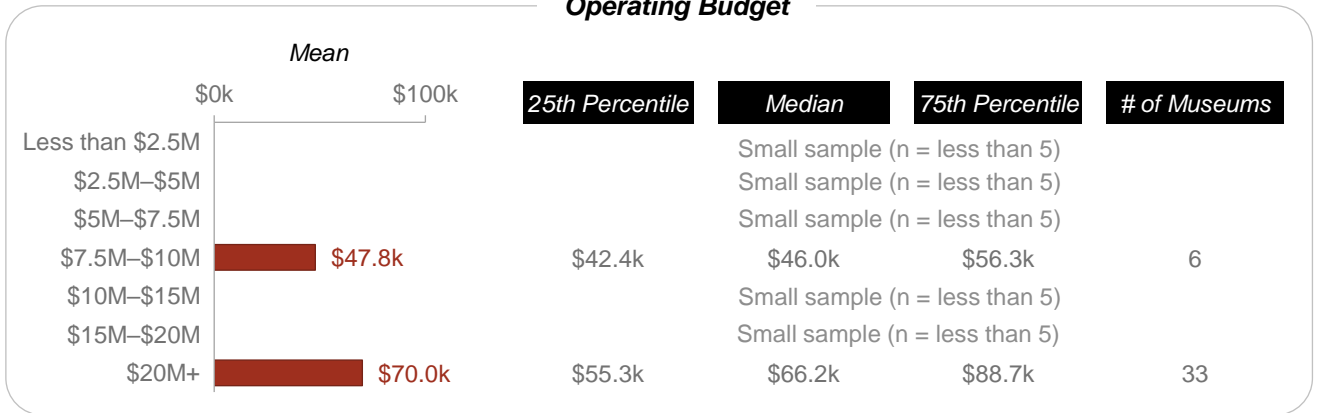 Operating Budget
Mean
$0k $100k 25th Percentile Median 75th Percentile # of Museums
Less than $2.5M Small sample (n = less than 5)
$2.5M–$5M Small sample (n = less than 5)
$5M–$7.5M Small sample (n = less than 5)
$7.5M–$10M $47.8k $42.4k $46.0k $56.3k 6
$10M–$15M Small sample (n = less than 5)
$15M–$20M Small sample (n = less than 5)
$20M+ $70.0k $55.3k $66.2k $88.7k 33